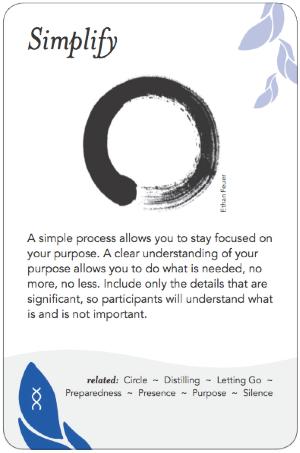 Simplify
Ethan Feuer
A simple process allows you to stay focused on
your purpose. A clear understanding of your
purpose allows you to do what is needed, no
more, no less. Include only the details that are
significant, so participants will understand what
is and is not important.
related: Circle ~ Distilling ~ Letting Go ~
Preparedness ~ Presence ~ Purpose ~ Silence